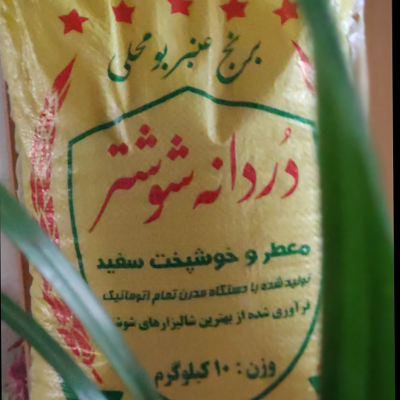 برنج عنبر بو محلی
دُردانه شوشتر
معطر و خوشپخت سفید
تولید شده با دستگاه مدرن تمام اتوماتیک
فرآوری شده از بهترین شالیزارهای
وزن : ۱۰ کیلوگرم